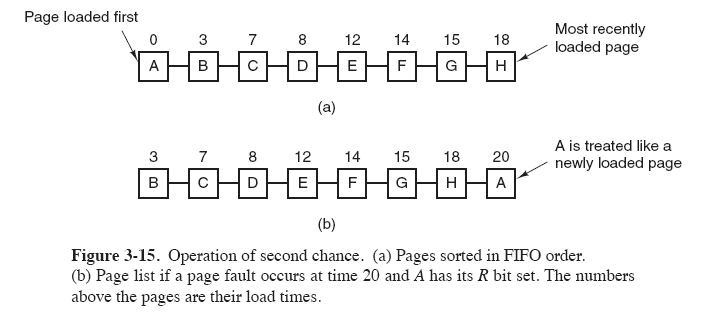 Page loaded first
0 3 7 8 12 14 15 18
Most recently
loaded page
A B C D E F G H
(a)
3 7 8 12 14 15 18 20
A is treated like a
newly loaded page
B C D E F G H A
(b)
Figure 3-15. Operation of second chance. (a) Pages sorted in FIFO order.
(b) Page list if a page fault occurs at time 20 and A has its R bit set. The numbers
above the pages are their load times.